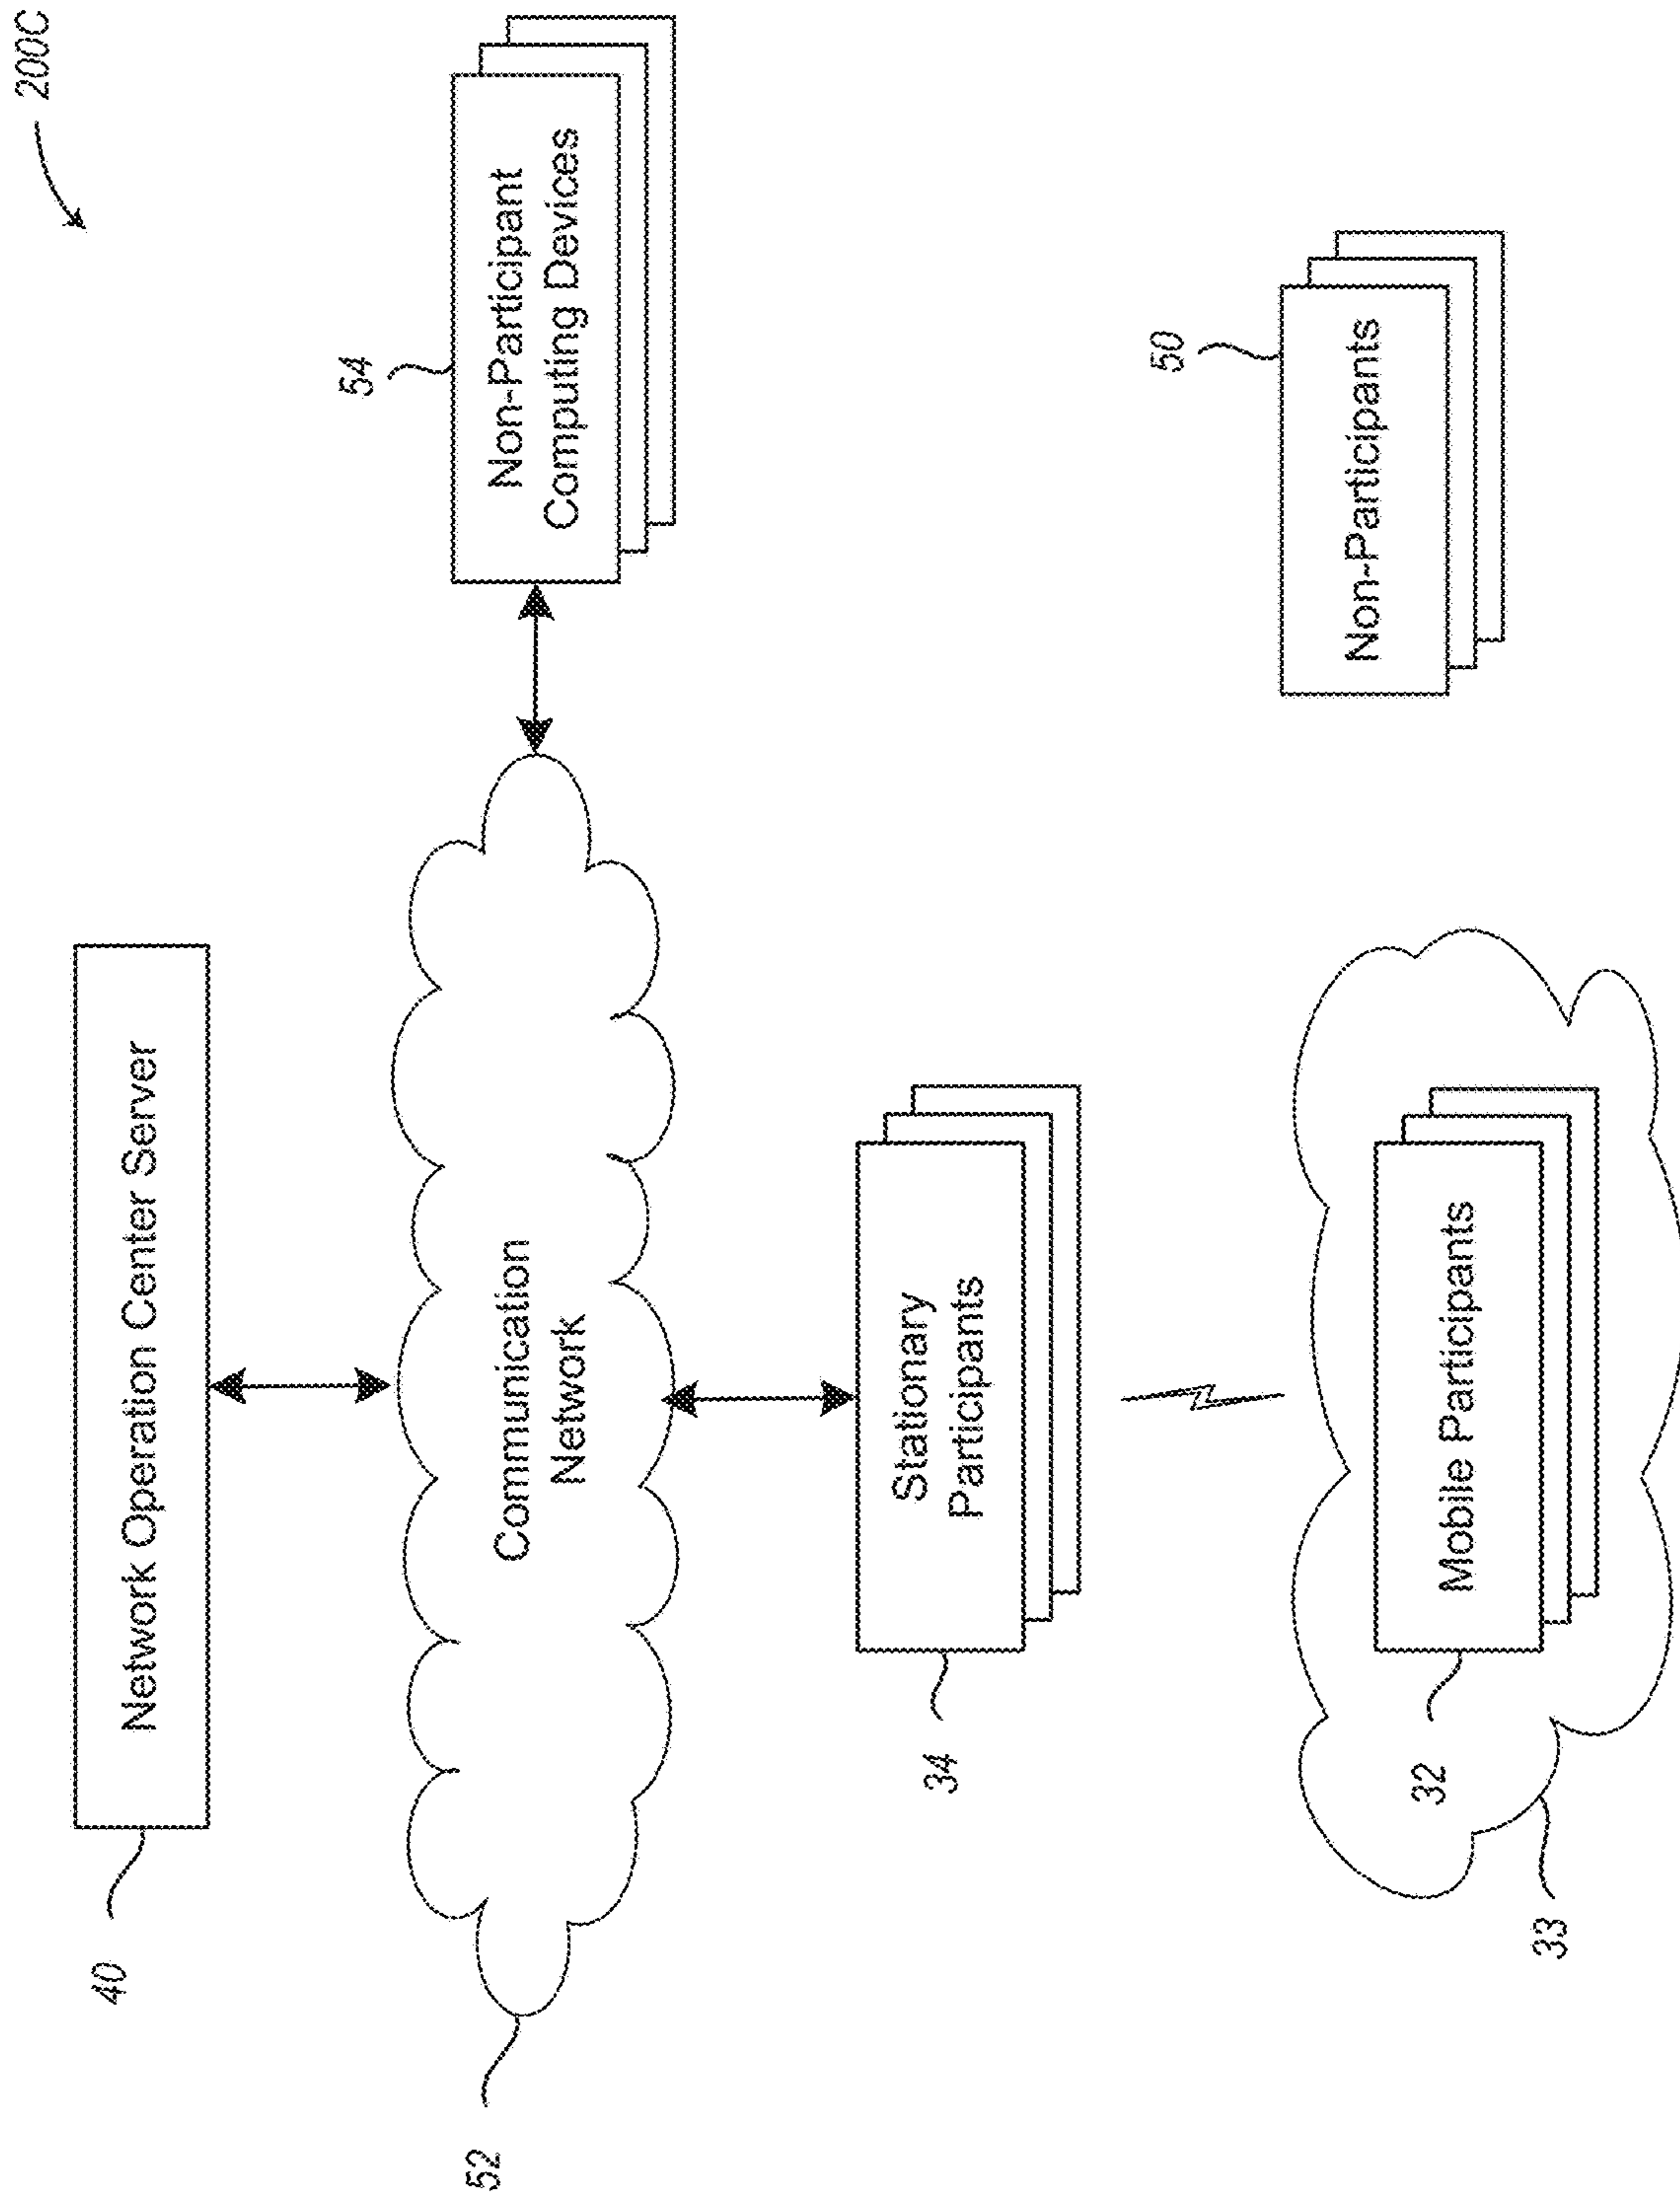 200C
40
Network Operation Center Server
54
Non-Participant
Computing Devices
52
Communication
Network
34
Stationary
Participants
50
Non-Participants
32
Mobile Participants
33